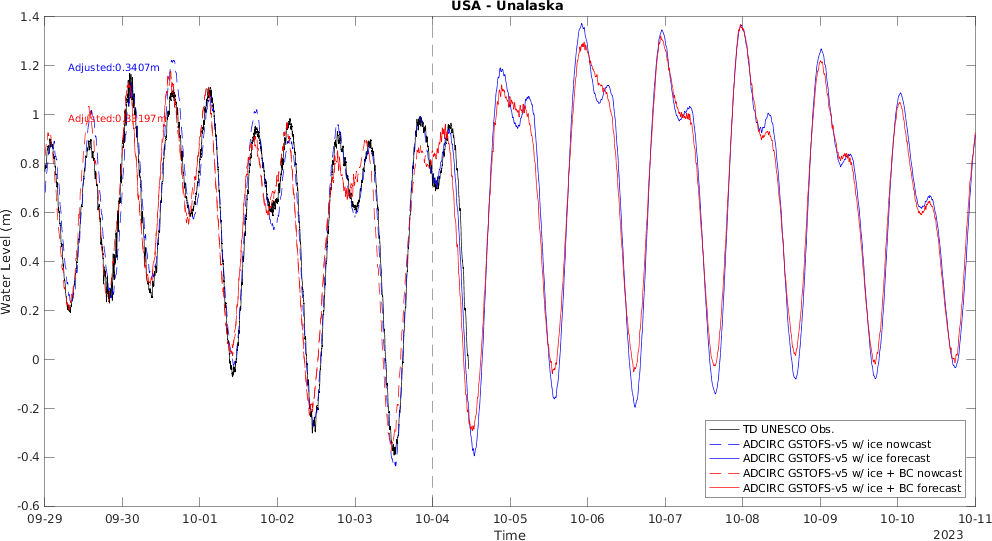 USA - Unalaska
1.4
1.2
1
0.8
0.6
0.4
0.2
0
-0.2
-0.4
-0.6
Water Level (m)
Adjusted:0.3407m
09-29
09-30
10-01
10-02
10-03
10-04
10-05
10-06
10-07
10-08
10-09
10-10
10-11
Time
2023
TD UNESCO Obs.
ADCIRC GSTOFS-v5 w/ ice nowcast
ADCIRC GSTOFS-v5 w/ ice forecast
ADCIRC GSTOFS-v5 w/ ice + BC nowcast
ADCIRC GSTOFS-v5 w/ ice + BC forecast